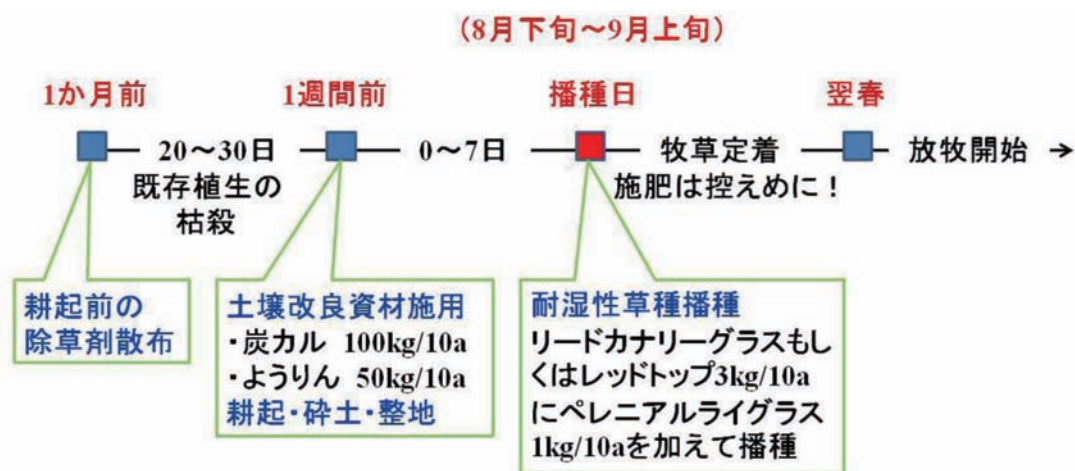 （8月下旬～9月上旬）
1か月前
1週間前
播種日
翌春
20～30日
0～7日
牧草定着
放牧開始
既存植生の
枯殺
施肥は控えめに！
耕起前の
除草剤散布
土壌改良資材施用
・炭カル 100kg/10a
・ようりん 50kg/10a
耕起・砕土・整地
耐湿性草種播種
リードカナリーグラスもし
くはレッドトップ3kg/10a
にペレニアルライグラス
1kg/10aを加えて播種